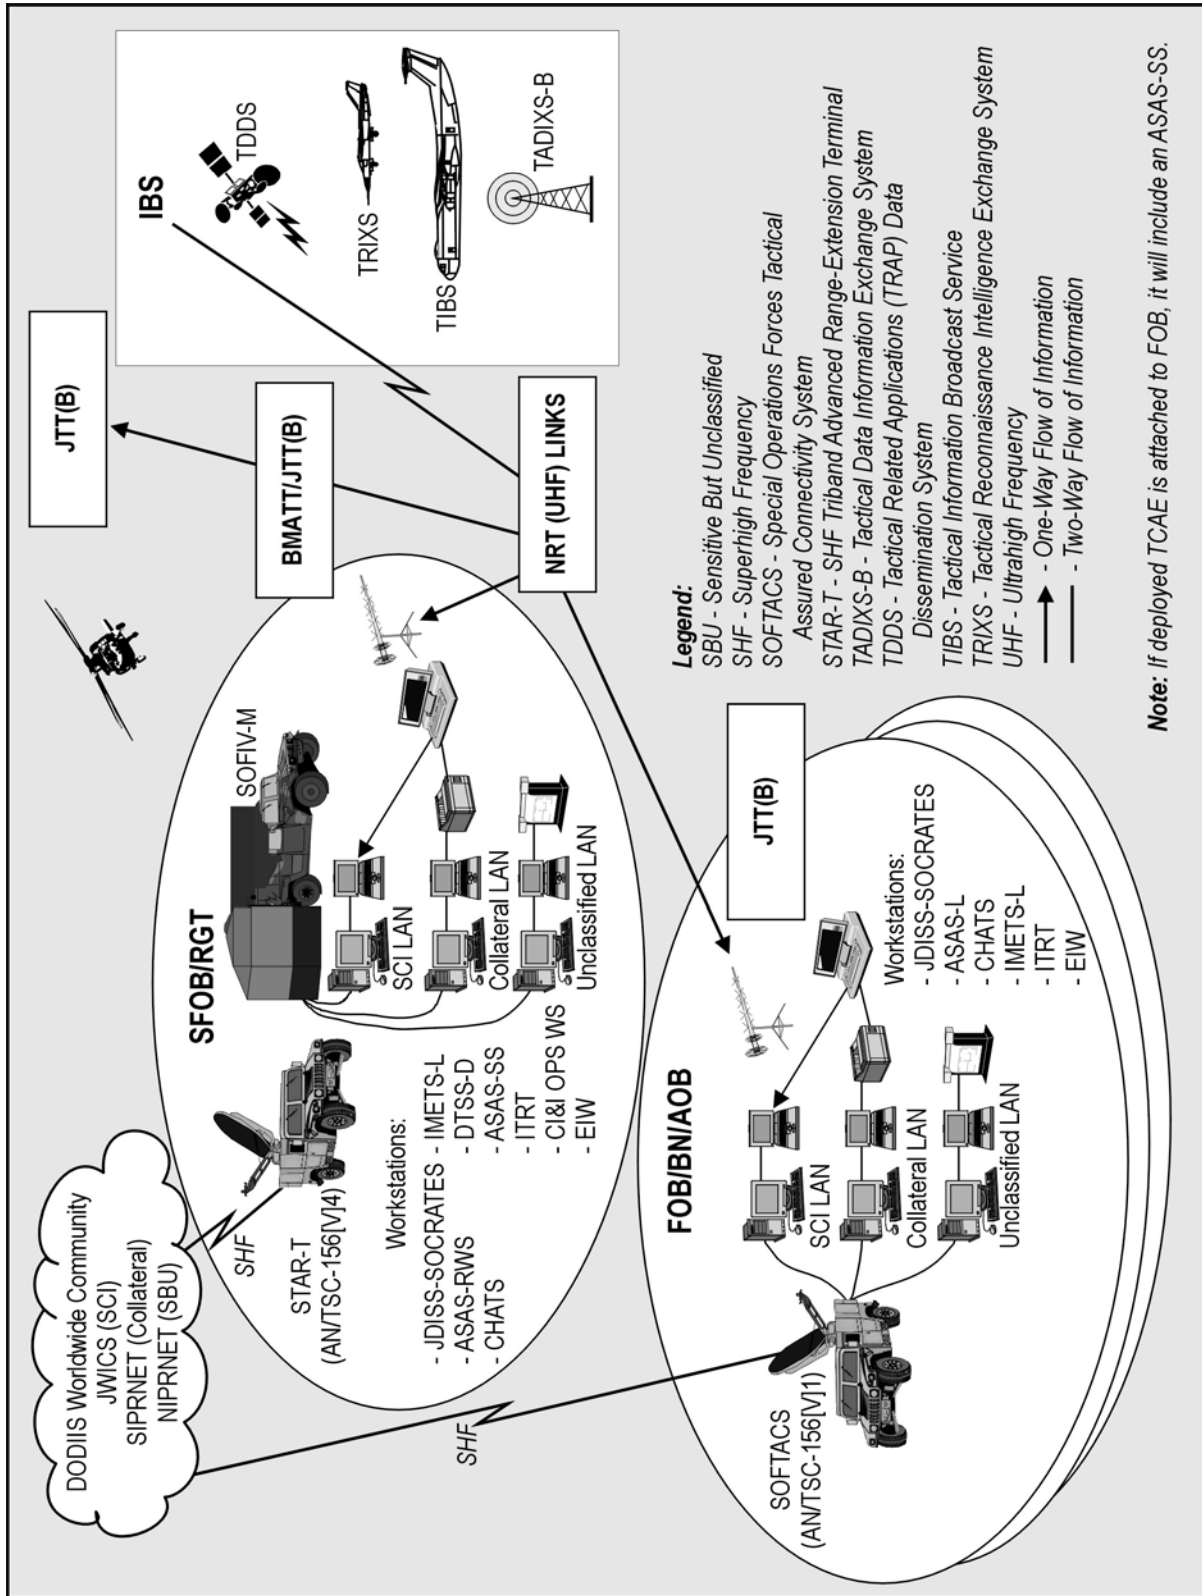 DODIIS Worldwide Community
JWICS (SCI)
SIPRNET (Collateral)
NIPRNET (SBU)
SHF
SHF
STAR-T
(AN/TSC-156[V]4)
SFOB/RGT
SOFIV-M
Workstations:
- JDISS-SOCRATES
- ASAS-RWS
- CHATS
- IMETS-L
- DTSS-D
- ASAS-SS
- ITRT
- CI&I OPS WS
- EIW
SCI LAN
Collateral LAN
Unclassified LAN
JTT(B)
BMATT/JTT(B)
NRT (UHF) LINKS
IBS
TDDS
TRIXS
TIBS
TADIXS-B
SOFTACS
(AN/TSC-156[V]1)
FOB/BN/AOB
SCI LAN
Collateral LAN
Unclassified LAN
JTT(B)
Workstations:
- JDISS-SOCRATES
- ASAS-L
- CHATS
- IMETS-L
- ITRT
- EIW
Legend:
SBU - Sensitive But Unclassified
SHF - Superhigh Frequency
SOFTACS - Special Operations Forces Tactical
Assured Connectivity System
STAR-T - SHF Triband Advanced Range-Extension Terminal
TADIXS-B - Tactical Data Information Exchange System
TDDS - Tactical Related Applications (TRAP) Data
Dissemination System
TIBS - Tactical Information Broadcast Service
TRIXS - Tactical Reconnaissance Intelligence Exchange System
UHF - Ultrahigh Frequency
- One-Way Flow of Information
- Two-Way Flow of Information
Note: If deployed TCAE is attached to FOB, it will include an ASAS-SS.